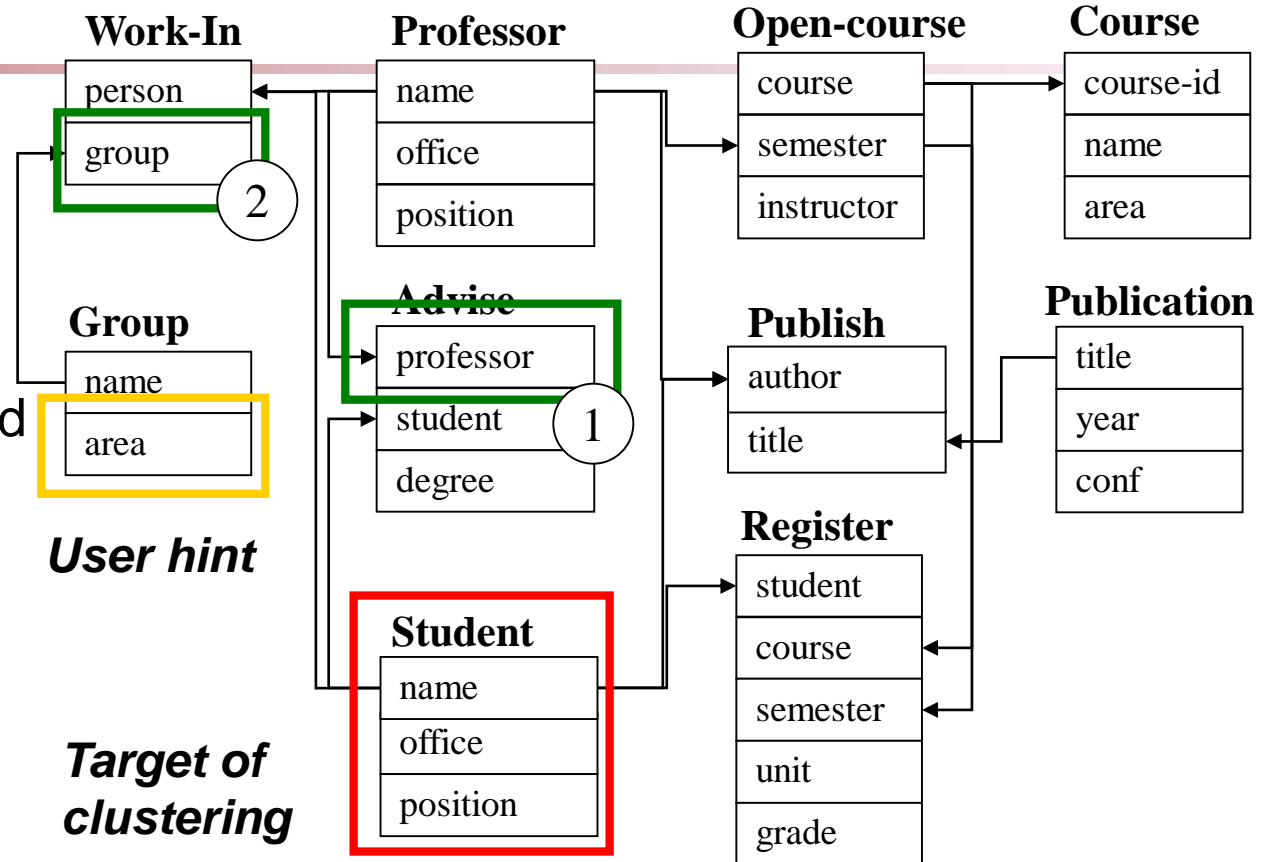 Work-In
person
group
2
Professor
name
office
position
Open-course
course
semester
instructor
Course
course-id
name
area
Group
name
area
d
User hint
Advise
professor
student
degree
1
Publish
author
title
Publication
title
year
conf
Target of
clustering
Student
name
office
position
Register
student
course
semester
unit
grade